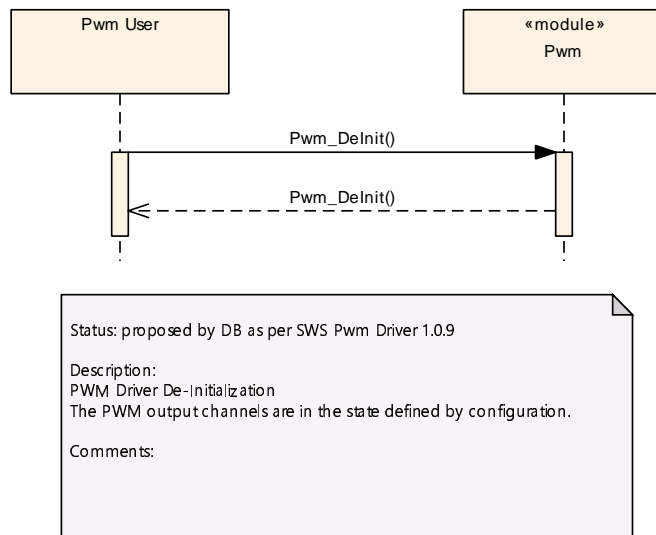 Pwm User
«module»
Pwm
Pwm_DeInit()
Pwm_DeInit()
Status: proposed by DB as per SWS Pwm Driver 1.0.9
Description:
PWM Driver De-Initialization
The PWM output channels are in the state defined by configuration.
Comments: